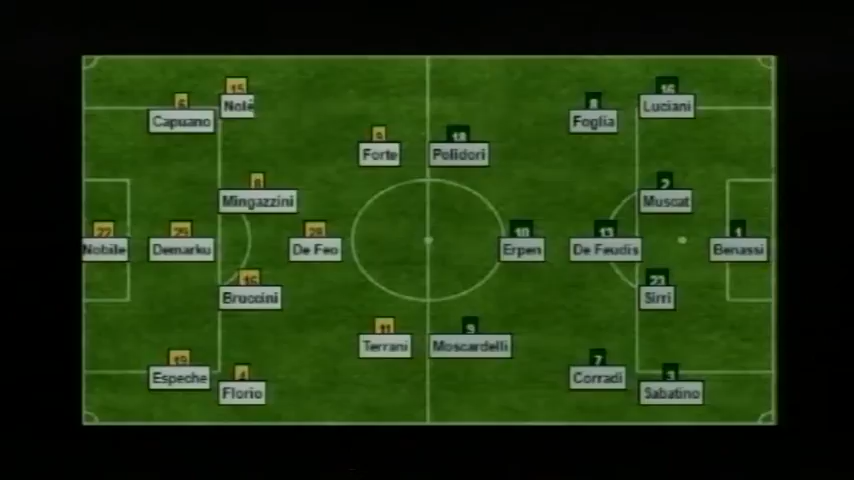 15
Nolè
6
Capuano
8
Mingazzini
22
Nobile
29
Demarku
28
De Feo
16
Bruccini
19
Espeche
4
Florio
9
Forte
11
Terrani
18
Polidori
8
Foglia
16
Luciani
2
Muscat
10
Erpen
13
De Feudis
1
Benassi
23
Sirri
9
Moscardelli
7
Corradi
3
Sabatino